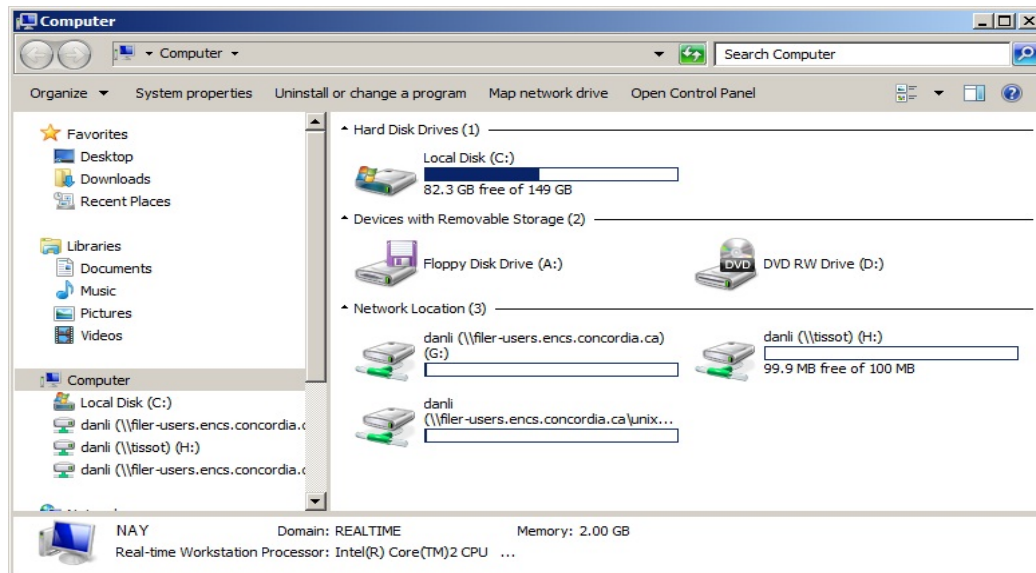 Computer
Computer
Search Computer
Organize System properties Uninstall or change a program Map network drive Open Control Panel
Favorites
Desktop
Downloads
Recent Places
Libraries
Documents
Music
Pictures
Videos
Computer
Local Disk (C:)
danli (\\filer-users.encs.concordia.c
danli (\\tissot) (H:)
danli (\\filer-users.encs.concordia.c
Hard Disk Drives (1)
Local Disk (C:)
82.3 GB free of 149 GB
Devices with Removable Storage (2)
Floppy Disk Drive (A:)
DVD
DVD RW Drive (D:)
Network Location (3)
danli (\\filer-users.encs.concordia.ca)
(G:)
danli (\\tissot) (H:)
99.9 MB free of 100 MB
danli
(\\filer-users.encs.concordia.ca\unix...
NAY Domain: REALTIME Memory: 2.00 GB
Real-time Workstation Processor: Intel(R) Core(TM)2 CPU ...